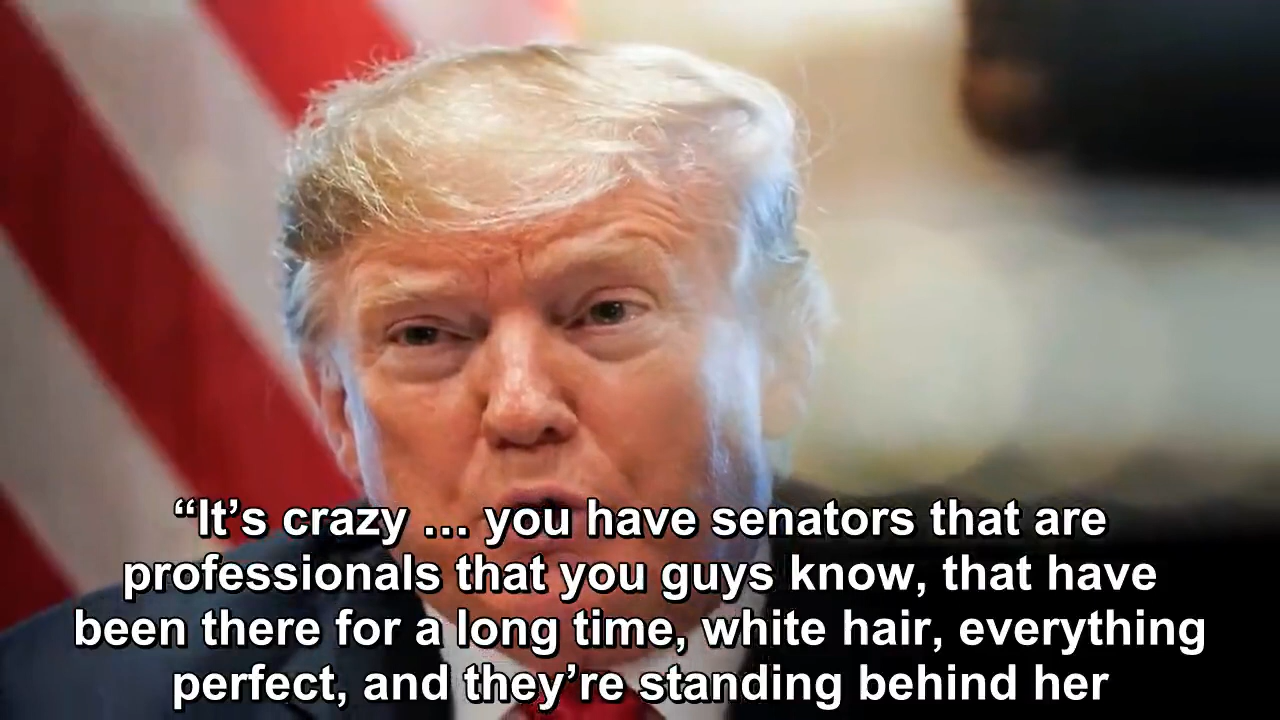 “It’s crazy … you have senators that are
professionals that you guys know, that have
been there for a long time, white hair, everything
perfect, and they’re standing behind her